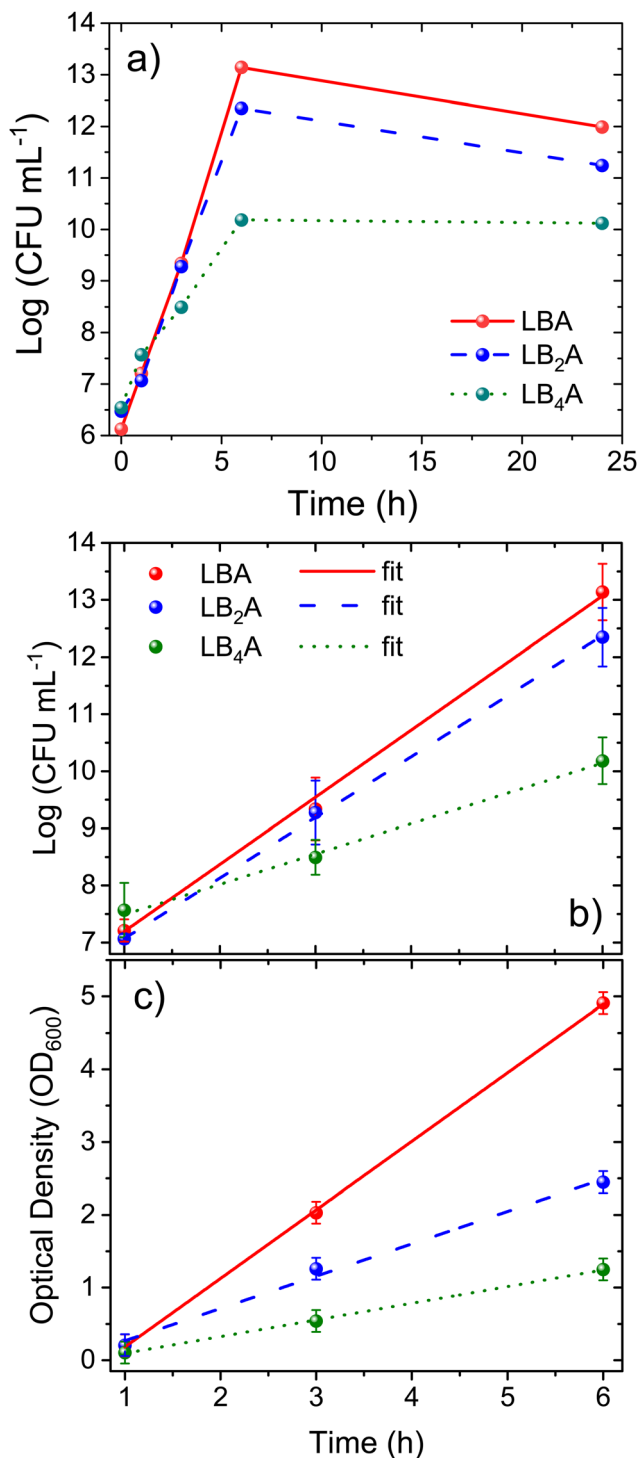 a)
14
13
12
11
10
9
8
7
6
Log (CFU mL⁻¹)
LBA
LB₂A
LB₄A
0 5 10 15 20 25
Time (h)
14
13
12
11
10
9
8
7
Log (CFU mL⁻¹)
LBA fit
LB₂A fit
LB₄A fit
b)
c)
5
4
3
2
1
0
Optical Density (OD₆₀₀)
1 2 3 4 5 6
Time (h)